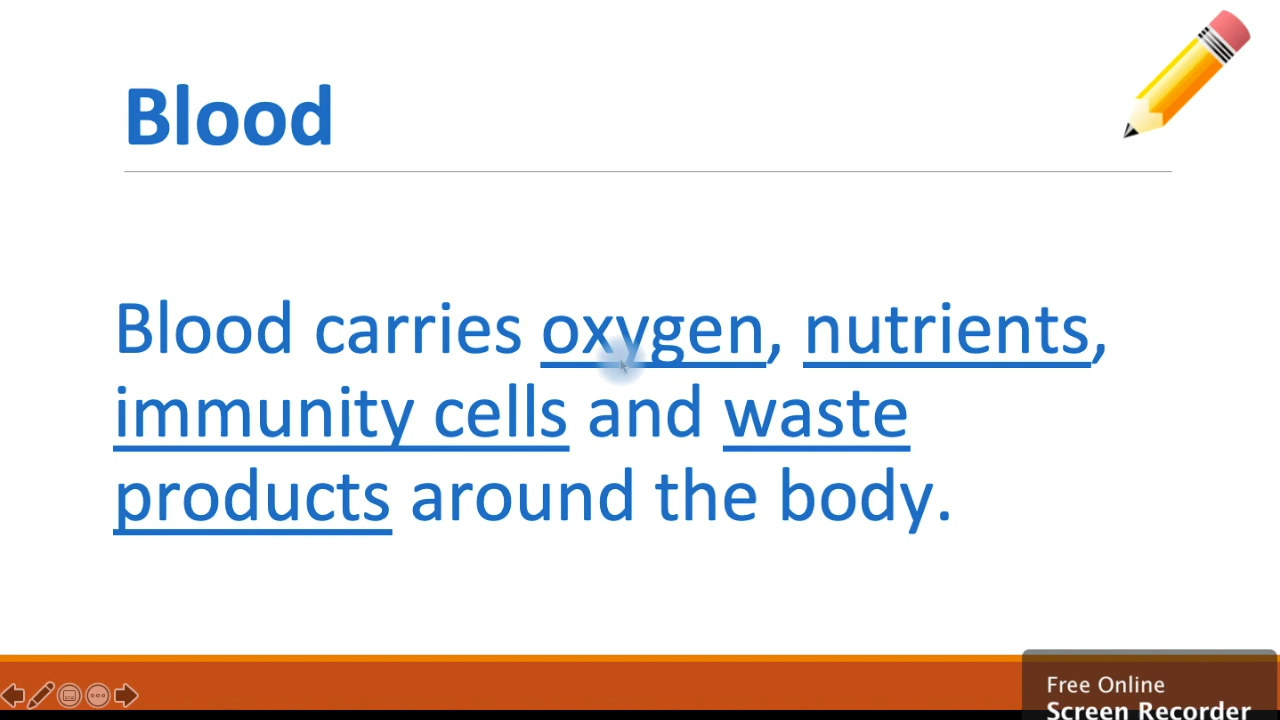 Blood
Blood carries oxygen, nutrients,
immunity cells and waste
products around the body.
Free Online
Screen Recorder